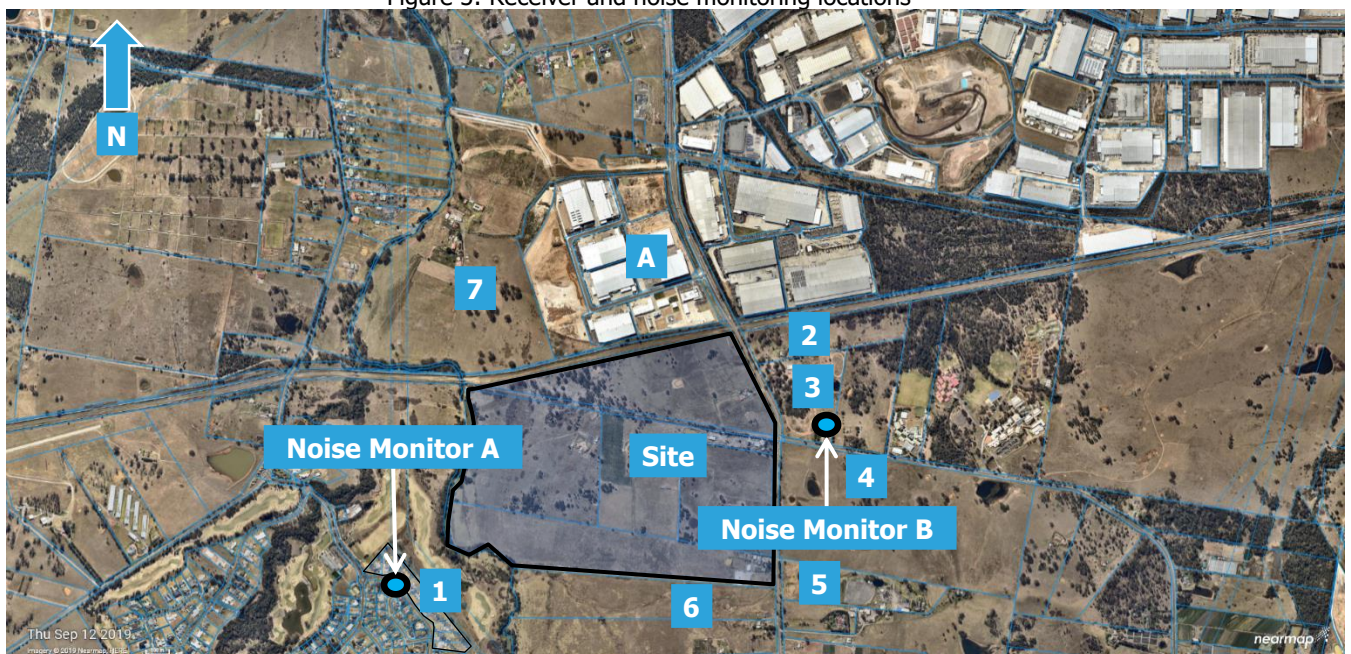 Figure 3: Receiver and noise monitoring locations
N
A
7
2
3
Noise Monitor A
Site
4
Noise Monitor B
1
5
6
Thu Sep 12 2019
nearmap